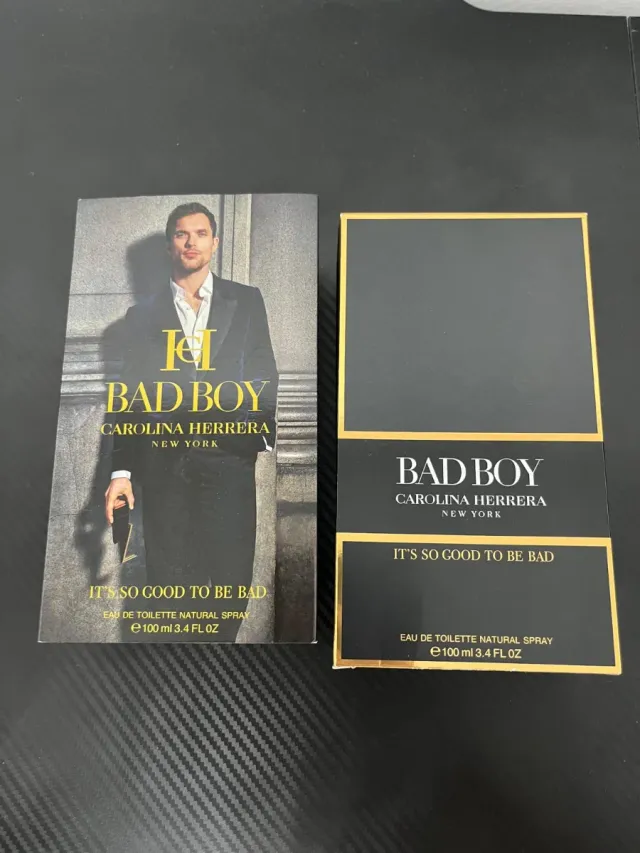 CH
BAD BOY
CAROLINA HERRERA
NEW YORK
IT'S SO GOOD TO BE BAD
EAU DE TOILETTE NATURAL SPRAY
℮100 ml 3.4 FL OZ
BAD BOY
CAROLINA HERRERA
NEW YORK
IT'S SO GOOD TO BE BAD
EAU DE TOILETTE NATURAL SPRAY
℮100 ml 3.4 FL OZ